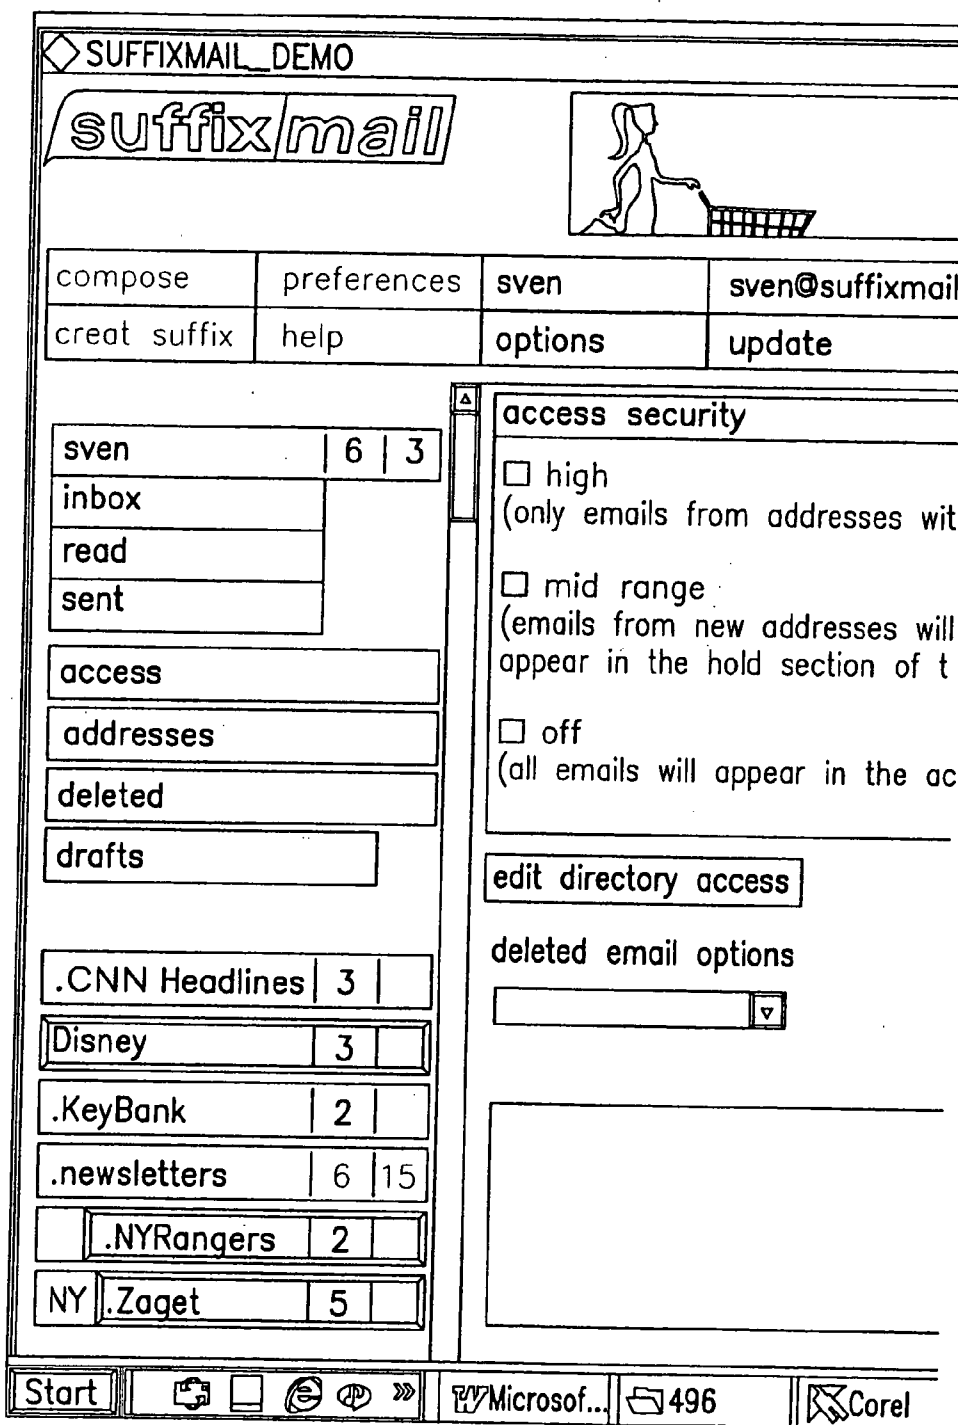 SUFFIXMAIL_DEMO
suffix/mail
compose preferences sven sven@suffixmail
creat suffix help options update
sven 6 3
inbox
read
sent
access
addresses
deleted
drafts
.CNN Headlines 3
Disney 3
.KeyBank 2
.newsletters 6 15
.NYRangers 2
NY .Zaget 5
access security
high
(only emails from addresses wit
mid range
(emails from new addresses will
appear in the hold section of t
off
(all emails will appear in the ac
edit directory access
deleted email options
Start » W Microsof... 496 Corel